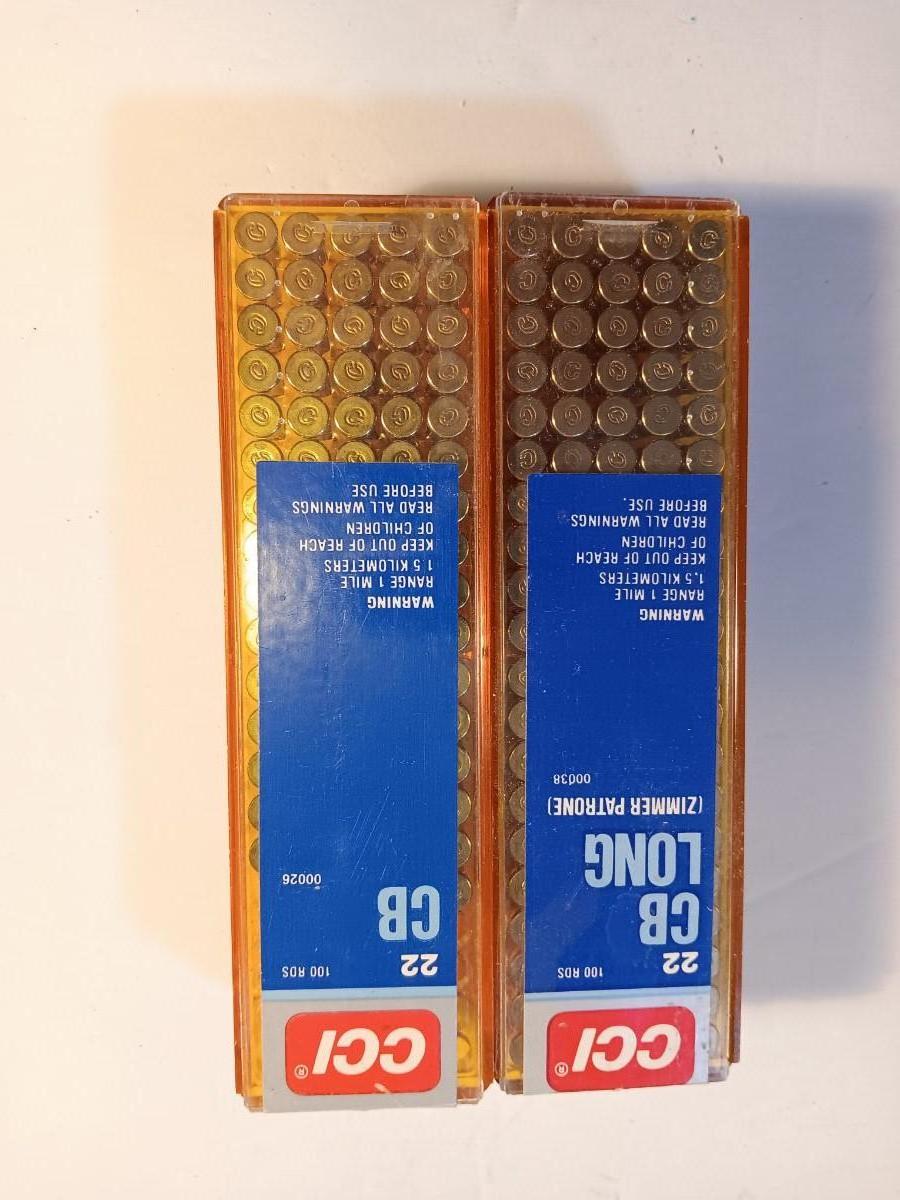 CCI®
22 100 RDS
CB
00026
WARNING
RANGE 1 MILE
1 5 KILOMETERS
KEEP OUT OF REACH
OF CHILDREN
READ ALL WARNINGS
BEFORE USE
CCI®
22 100 RDS
CB
LONG
(ZIMMER PATRONE)
00038
WARNING
RANGE 1 MILE
1,5 KILOMETERS
KEEP OUT OF REACH
OF CHILDREN
READ ALL WARNINGS
BEFORE USE.